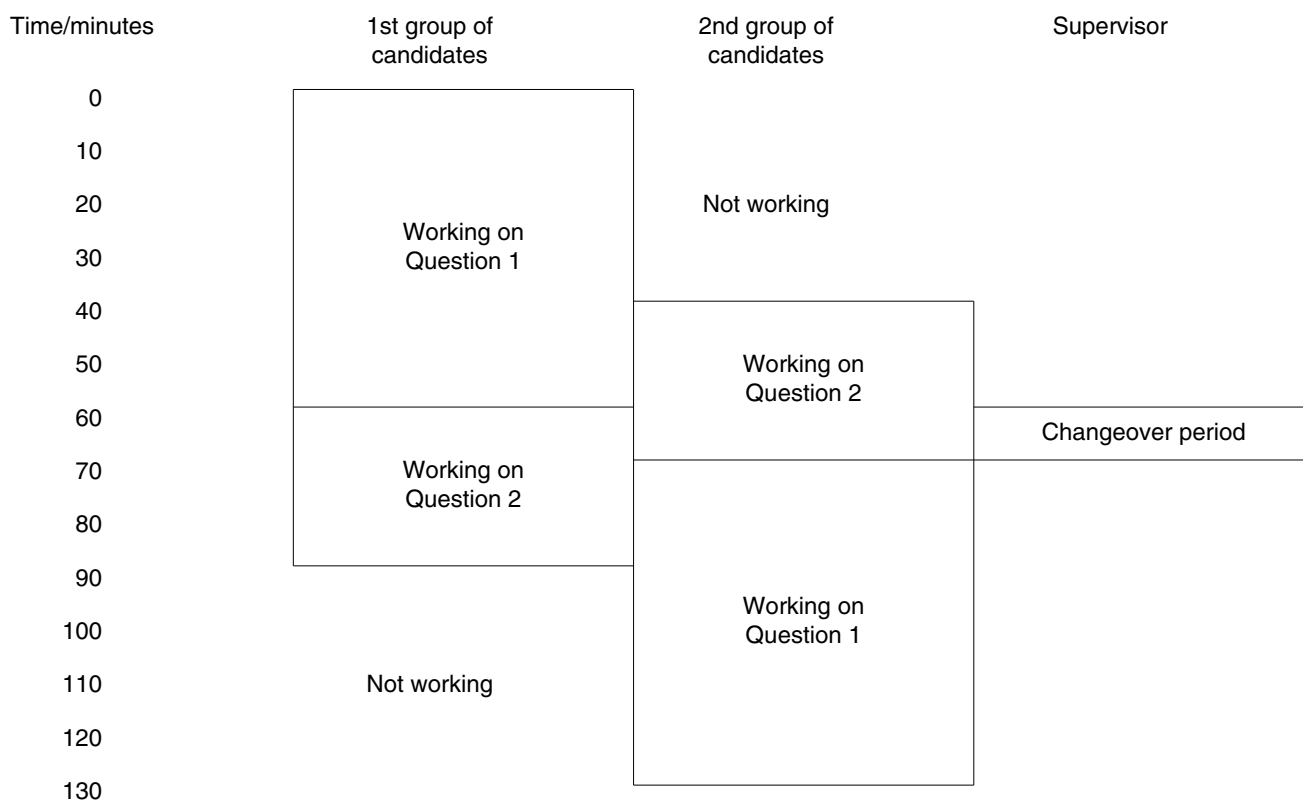 Time/minutes 1st group of 2nd group of Supervisor
candidates candidates
0
10
20 Not working
Working on
30 Question 1
40
50 Working on
Question 2
60 Changeover period
70 Working on
Question 2
80
90
100 Working on
Question 1
110 Not working
120
130